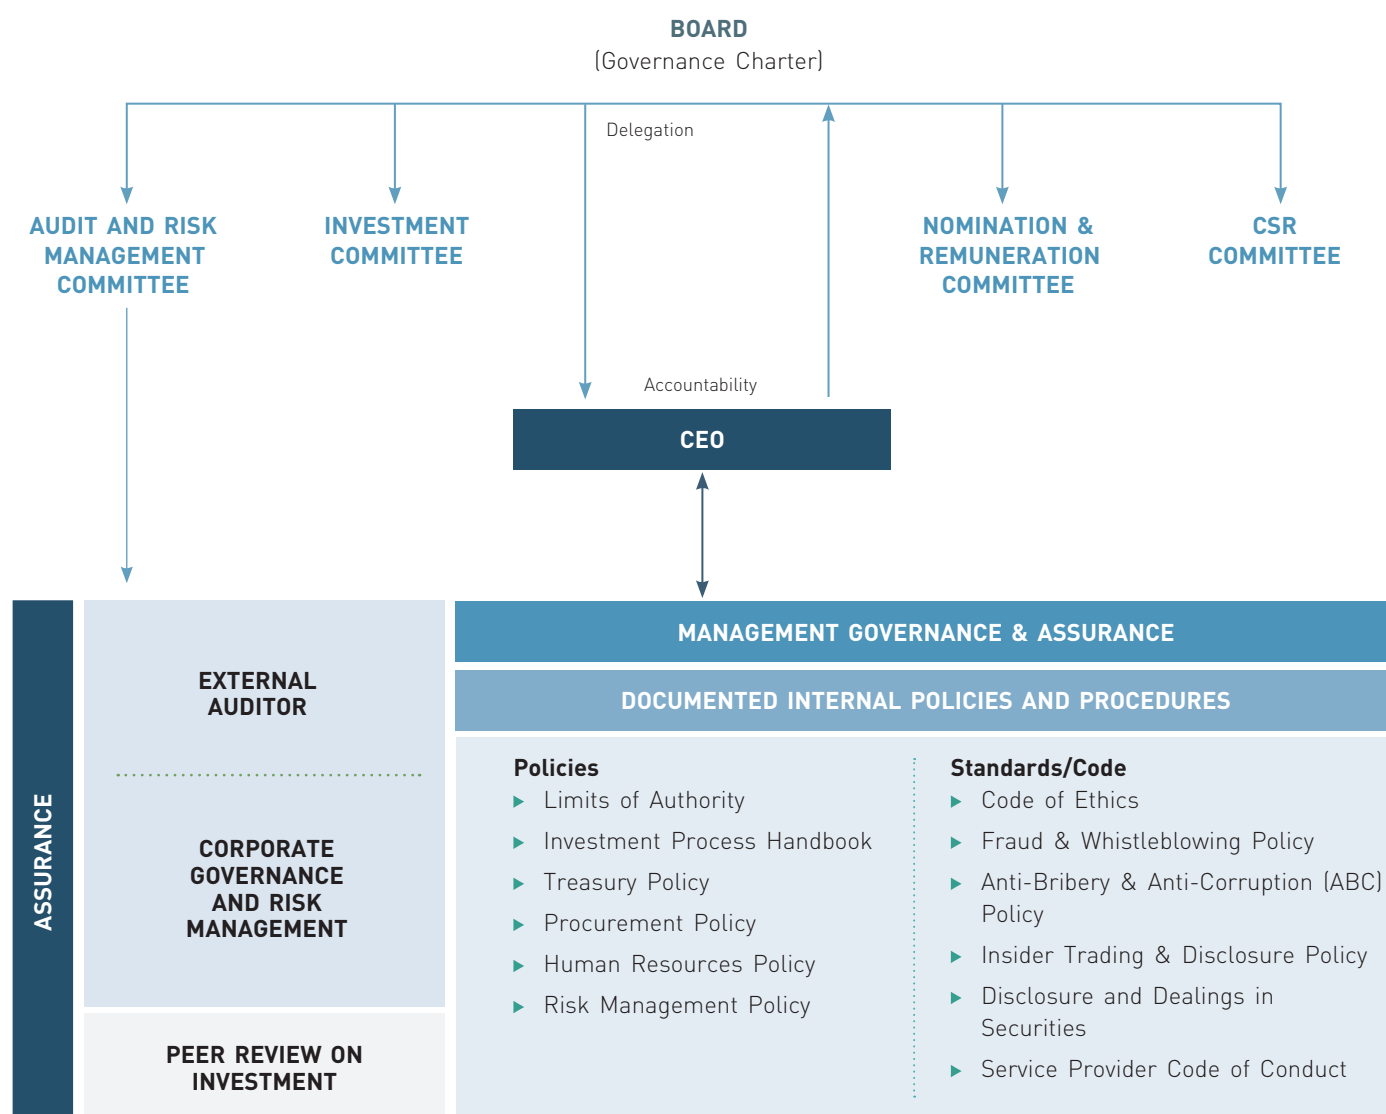 BOARD
(Governance Charter)
Delegation
AUDIT AND RISK
MANAGEMENT
COMMITTEE
INVESTMENT
COMMITTEE
NOMINATION &
REMUNERATION
COMMITTEE
CSR
COMMITTEE
Accountability
CEO
ASSURANCE
EXTERNAL
AUDITOR
CORPORATE
GOVERNANCE
AND RISK
MANAGEMENT
PEER REVIEW ON
INVESTMENT
MANAGEMENT GOVERNANCE & ASSURANCE
DOCUMENTED INTERNAL POLICIES AND PROCEDURES
Policies
Limits of Authority
Investment Process Handbook
Treasury Policy
Procurement Policy
Human Resources Policy
Risk Management Policy
Standards/Code
Code of Ethics
Fraud & Whistleblowing Policy
Anti-Bribery & Anti-Corruption (ABC)
Policy
Insider Trading & Disclosure Policy
Disclosure and Dealings in
Securities
Service Provider Code of Conduct